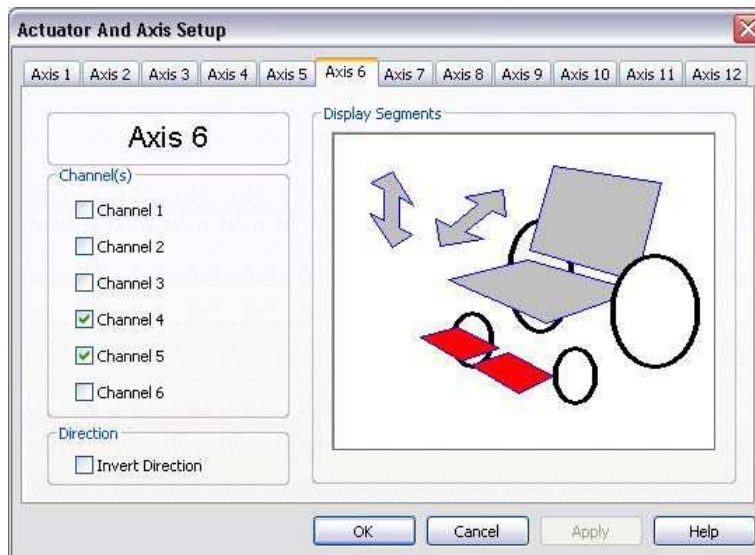 Actuator And Axis Setup
Axis 1 Axis 2 Axis 3 Axis 4 Axis 5 Axis 6 Axis 7 Axis 8 Axis 9 Axis 10 Axis 11 Axis 12
Axis 6
Channel(s)
Channel 1
Channel 2
Channel 3
Channel 4
Channel 5
Channel 6
Direction
Invert Direction
Display Segments
OK Cancel Apply Help